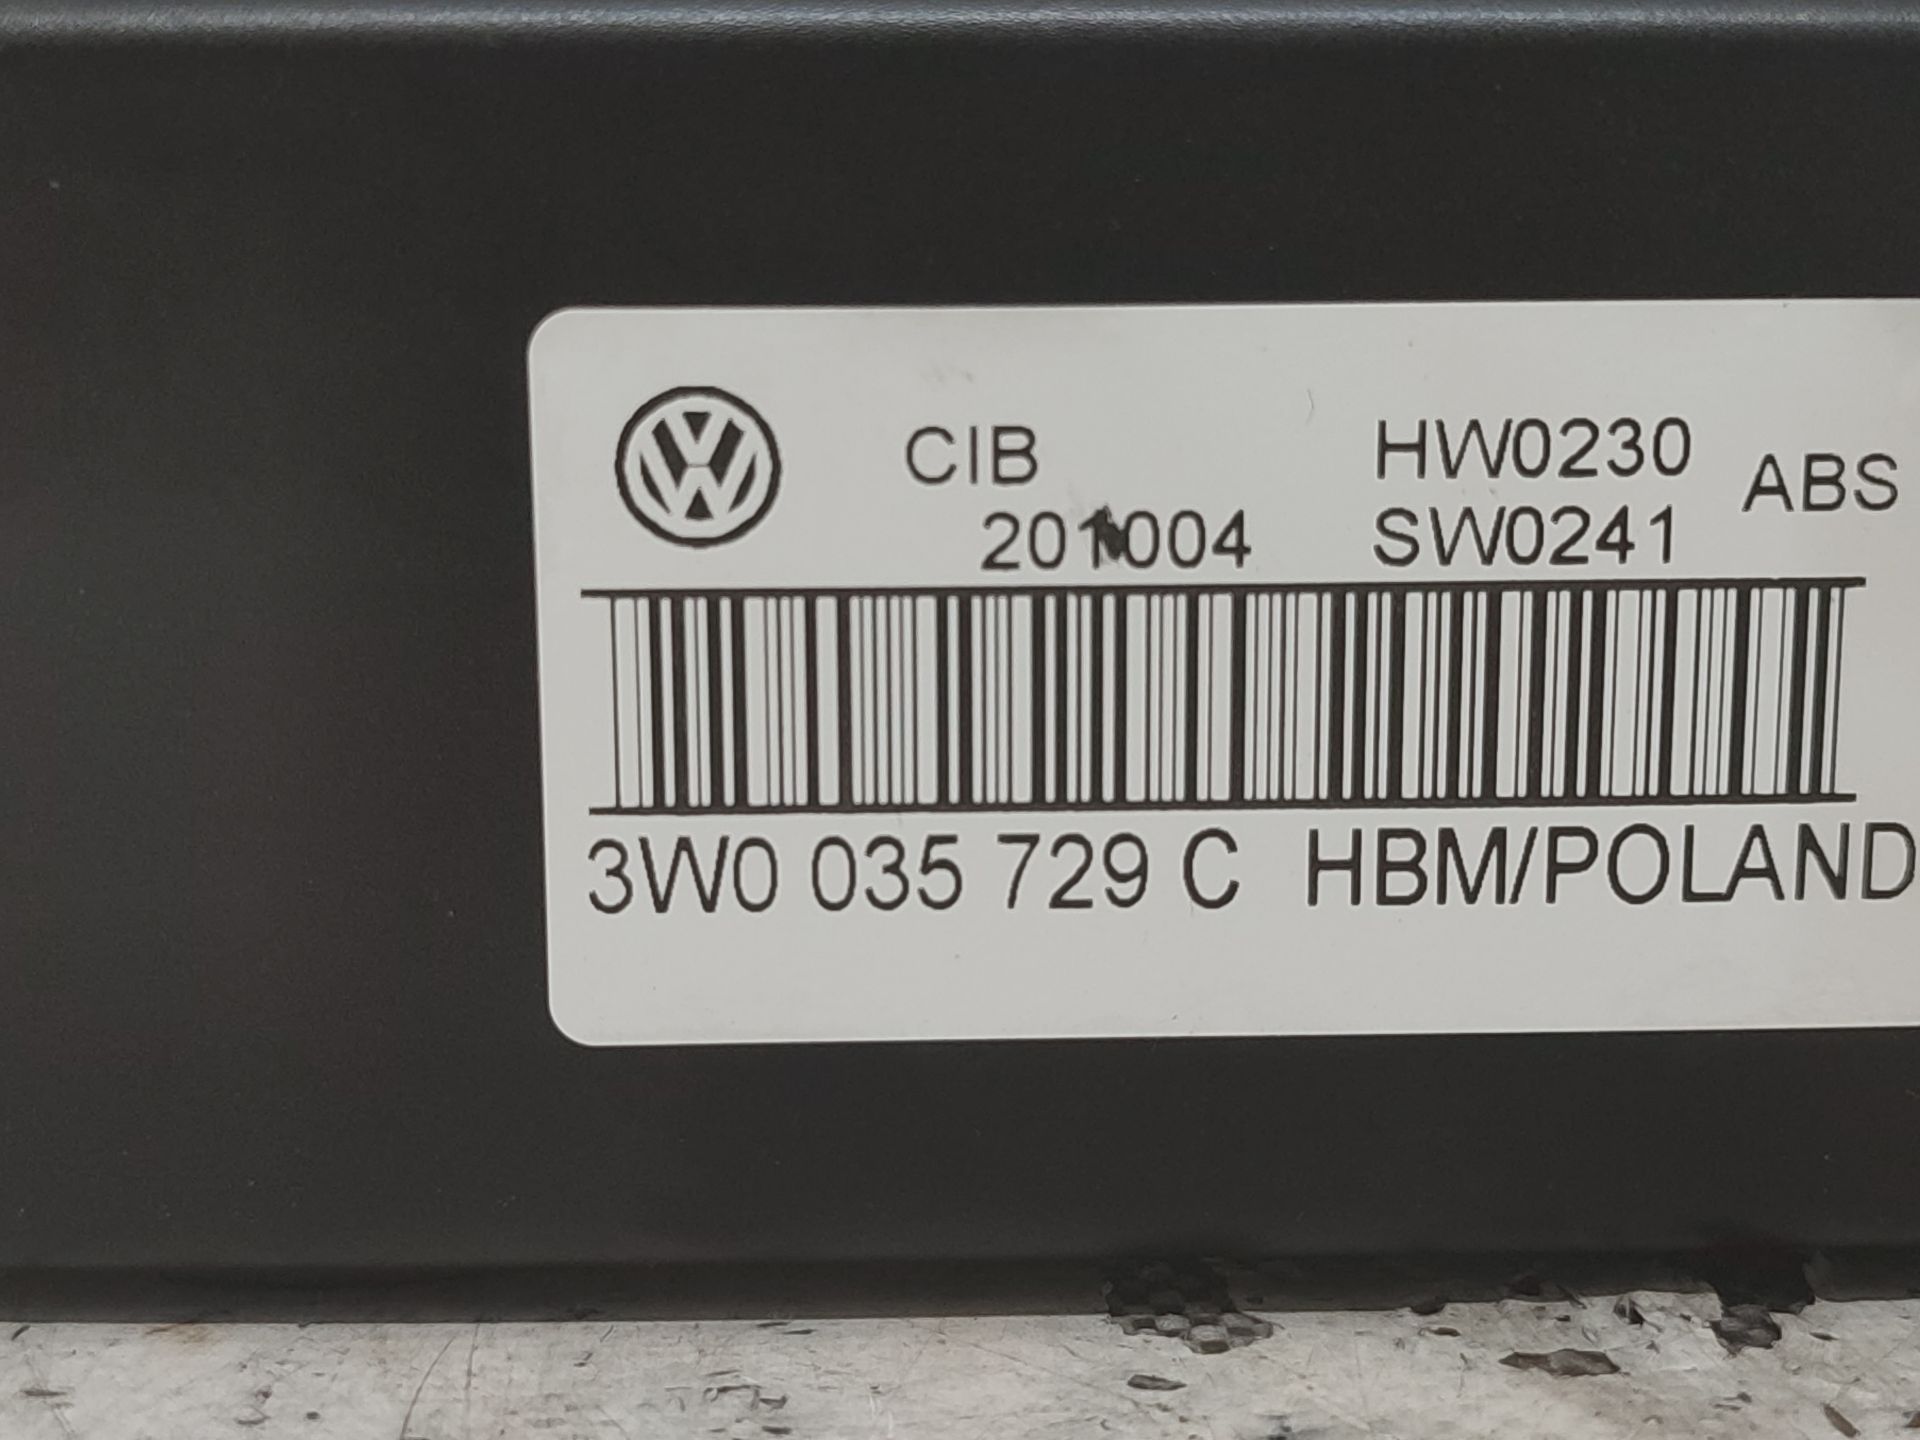 CIB HW0230 ABS
201004 SW0241
3W0 035 729 C HBM/POLAND